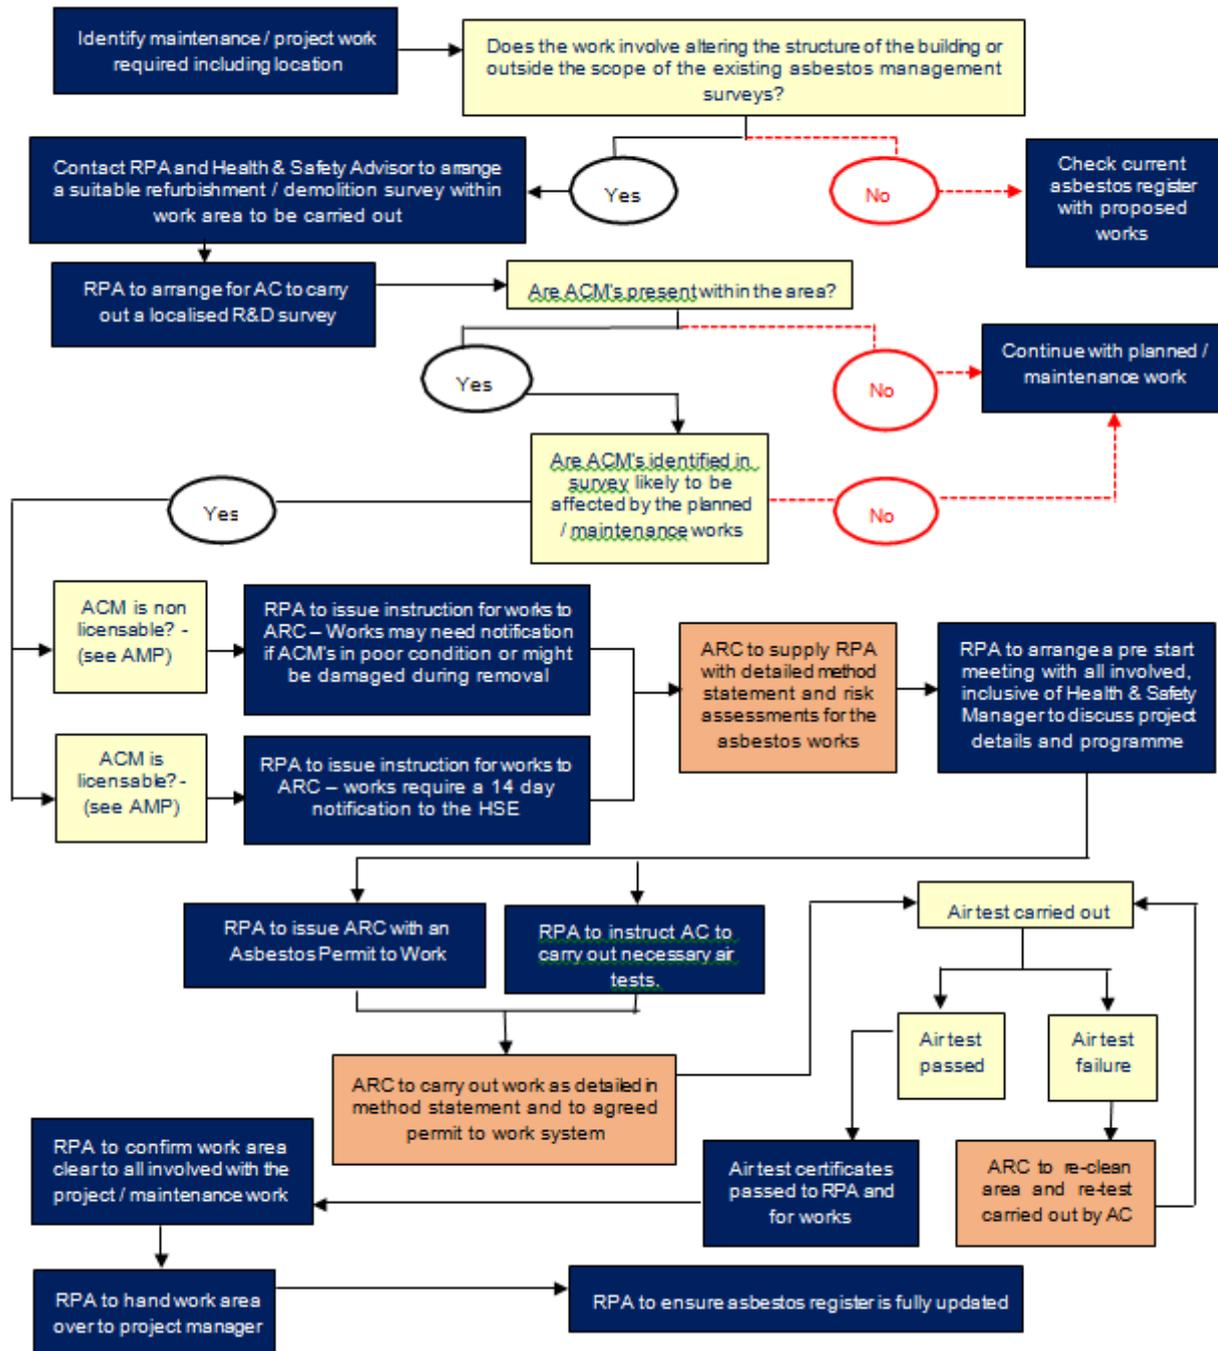 Identify maintenance / project work
required including location
Does the work involve altering the structure of the building or
outside the scope of the existing asbestos management
surveys?
Contact RPA and Health & Safety Advisor to arrange
a suitable refurbishment / demolition survey within
work area to be carried out
Yes
No
Check current
asbestos register
with proposed
works
RPA to arrange for AC to carry
out a localised R&D survey
Are ACM's present within the area?
Yes
No
Continue with planned /
maintenance work
Are ACM's identified in
survey likely to be
affected by the planned
/ maintenance works
Yes
No
ACM is non
licensable? -
(see AMP)
RPA to issue instruction for works to
ARC – Works may need notification
if ACM's in poor condition or might
be damaged during removal
ARC to supply RPA
with detailed method
statement and risk
assessments for the
asbestos works
RPA to arrange a pre start
meeting with all involved,
inclusive of Health & Safety
Manager to discuss project
details and programme
ACM is
licensable? -
(see AMP)
RPA to issue instruction for works to
ARC – works require a 14 day
notification to the HSE
RPA to issue ARC with an
Asbestos Permit to Work
RPA to instruct AC to
carry out necessary air
tests.
Air test carried out
Air test
passed
Air test
failure
ARC to carry out work as detailed in
method statement and to agreed
permit to work system
RPA to confirm work area
clear to all involved with the
project / maintenance work
Air test certificates
passed to RPA and
for works
ARC to re-clean
area and re-test
carried out by AC
RPA to hand work area
over to project manager
RPA to ensure asbestos register is fully updated